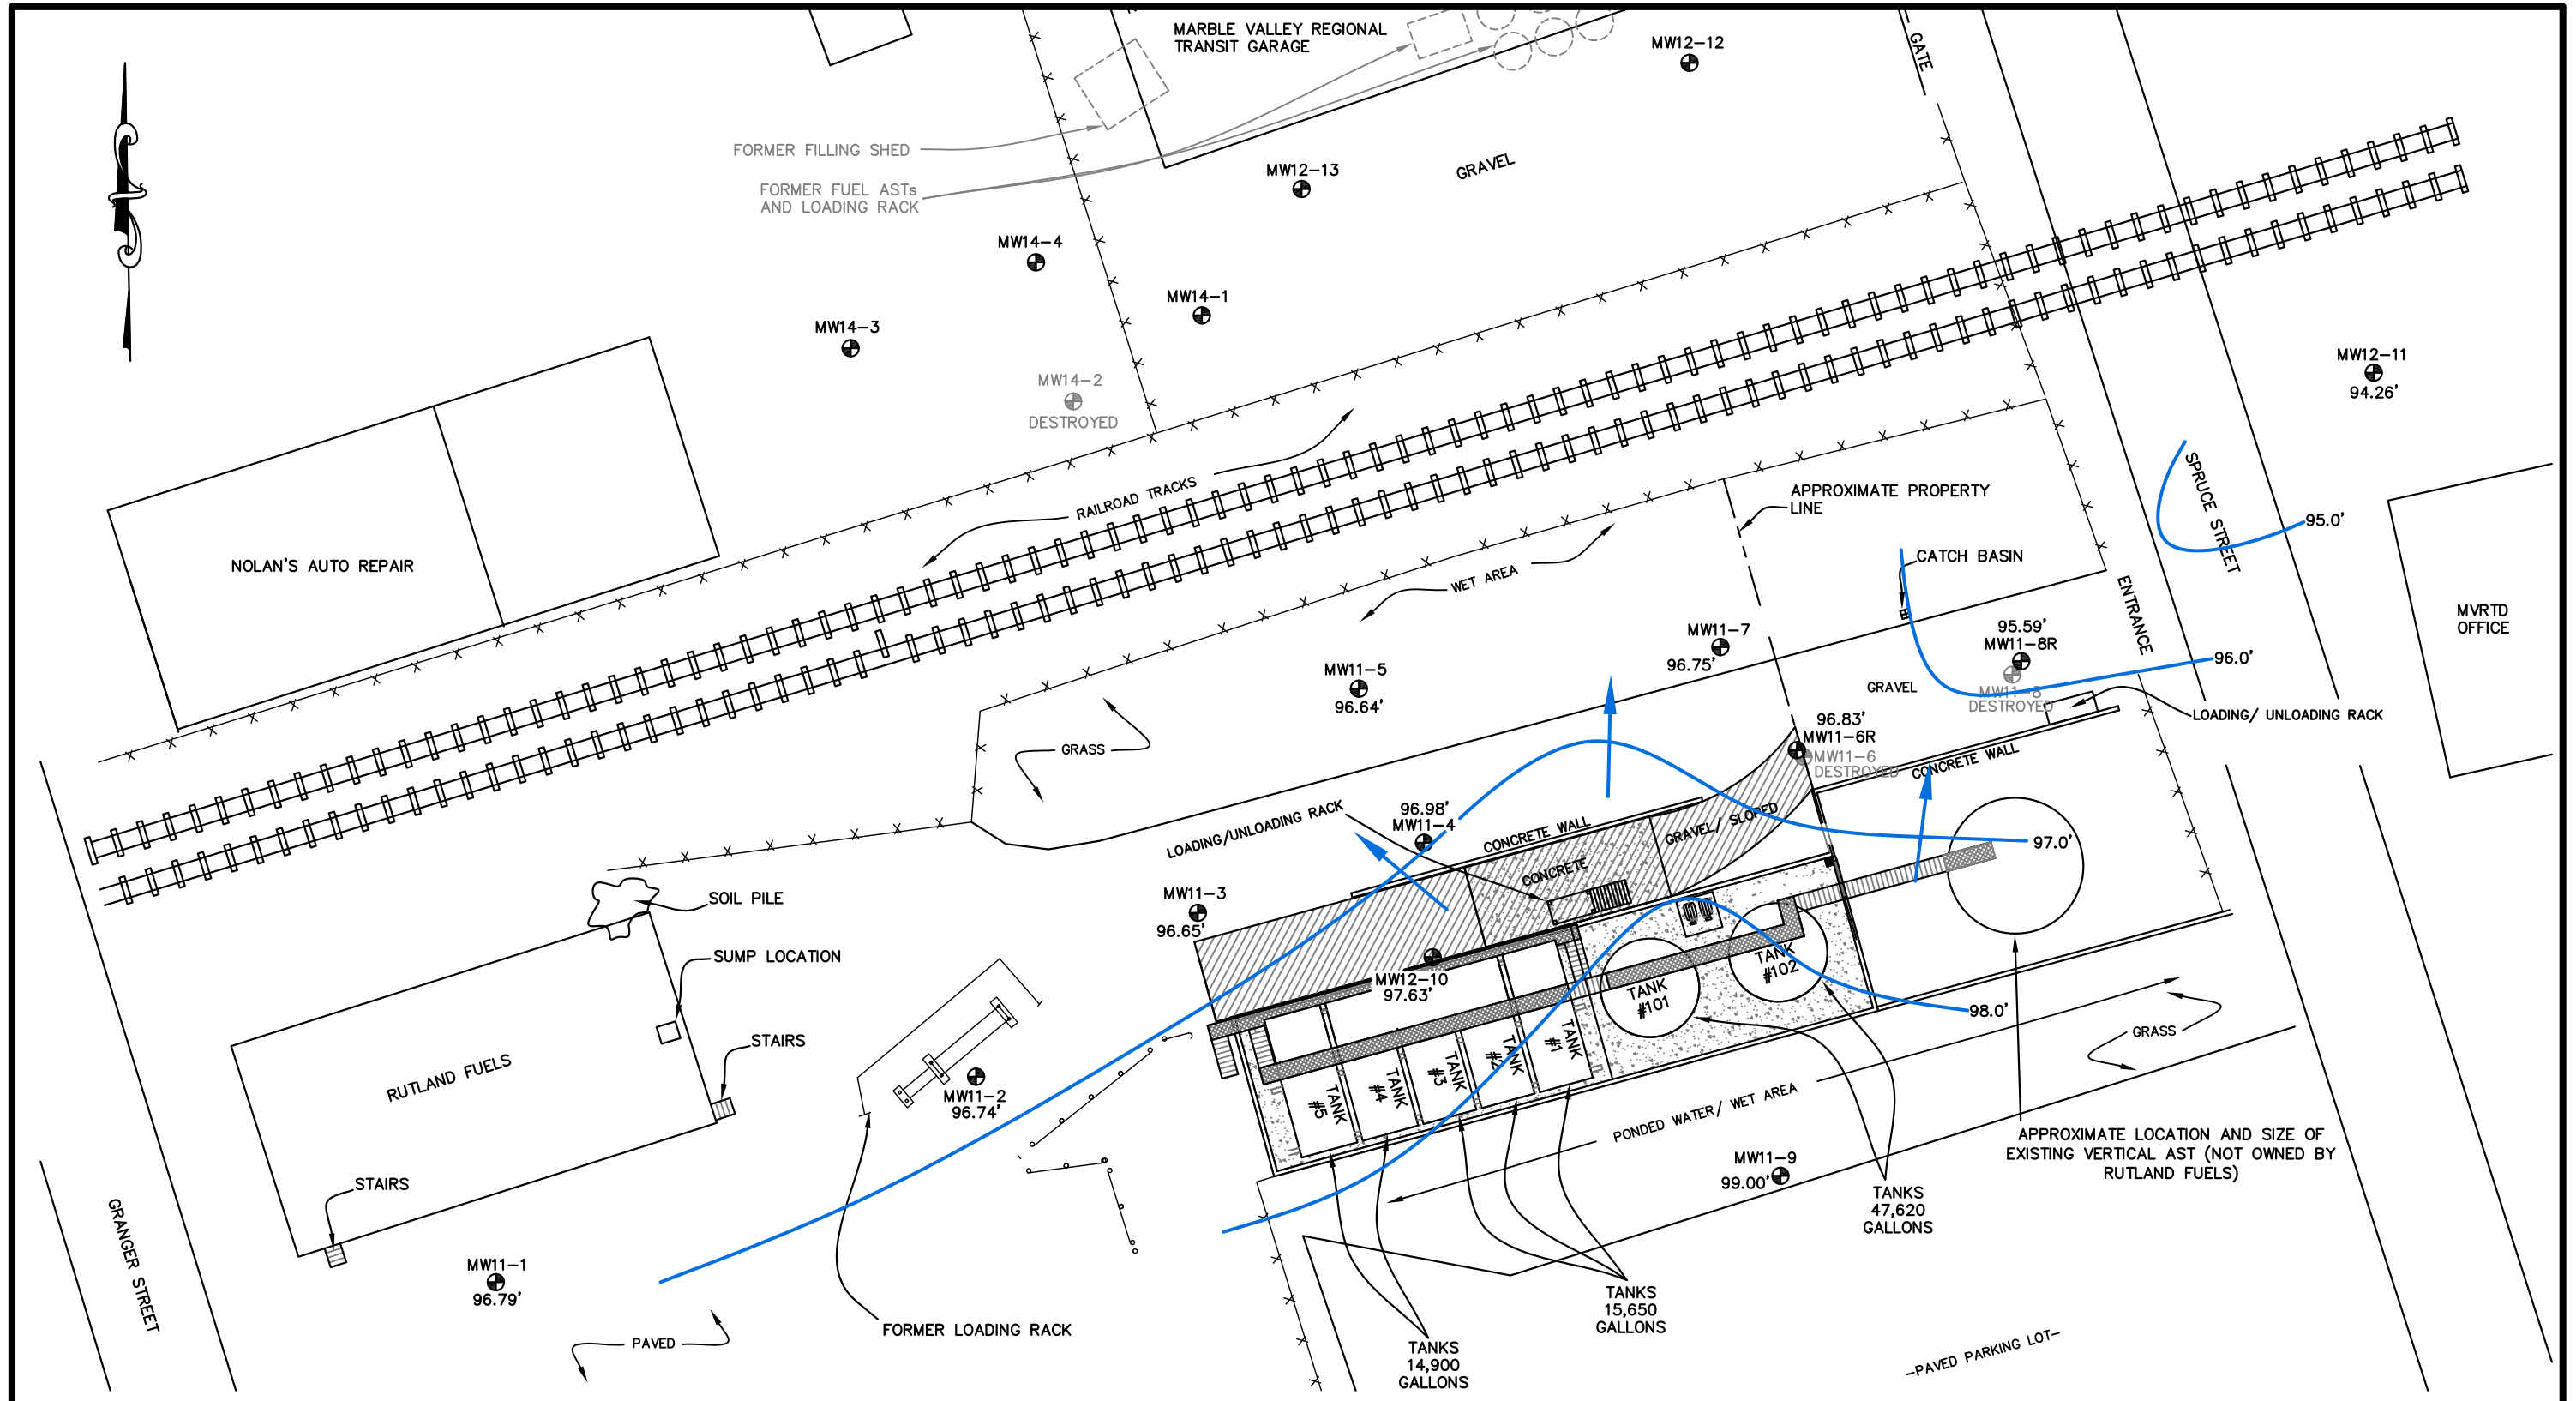 MARBLE VALLEY REGIONAL
TRANSIT GARAGE
MW12-12
GATE
FORMER FILLING SHED
FORMER FUEL ASTs
AND LOADING RACK
MW12-13
GRAVEL
MW14-4
MW14-1
MW14-3
MW14-2
DESTROYED
MW12-11
94.26'
RAILROAD TRACKS
APPROXIMATE PROPERTY
LINE
SPRUCE STREET
95.0'
NOLAN'S AUTO REPAIR
WET AREA
CATCH BASIN
ENTRANCE
MVRTD
OFFICE
MW11-7
96.75'
95.59'
MW11-8R
MW11-8
DESTROYED
96.0'
MW11-5
96.64'
GRAVEL
LOADING/ UNLOADING RACK
GRASS
96.83'
MW11-6R
MW11-6
DESTROYED
CONCRETE WALL
LOADING/UNLOADING RACK
96.98'
MW11-4
CONCRETE WALL
GRAVEL/ SLOPED
97.0'
CONCRETE
MW11-3
96.65'
SOIL PILE
SUMP LOCATION
MW12-10
97.63'
TANK
#101
TANK
#102
98.0'
STAIRS
RUTLAND FUELS
MW11-2
96.74'
TANK
#5
TANK
#4
TANK
#3
TANK
#2
TANK
#1
GRASS
PONDED WATER/ WET AREA
APPROXIMATE LOCATION AND SIZE OF
EXISTING VERTICAL AST (NOT OWNED BY
RUTLAND FUELS)
MW11-9
99.00'
STAIRS
TANKS
47,620
GALLONS
GRANGER STREET
MW11-1
96.79'
PAVED
FORMER LOADING RACK
TANKS
15,650
GALLONS
TANKS
14,900
GALLONS
-PAVED PARKING LOT-